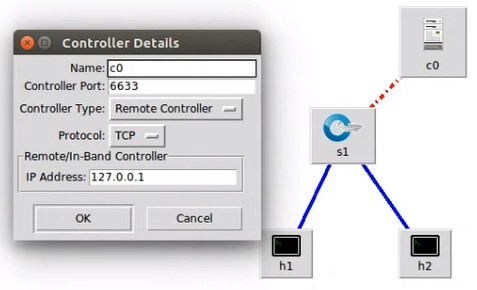 Controller Details
Name: c0
Controller Port: 6633
Controller Type: Remote Controller
Protocol: TCP
Remote/In-Band Controller
IP Address: 127.0.0.1
OK Cancel
c0
s1
h1 h2